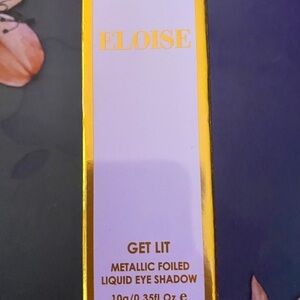 ELOISE
GET LIT
METALLIC FOILED
LIQUID EYE SHADOW
10g/0.35fl.Oz e